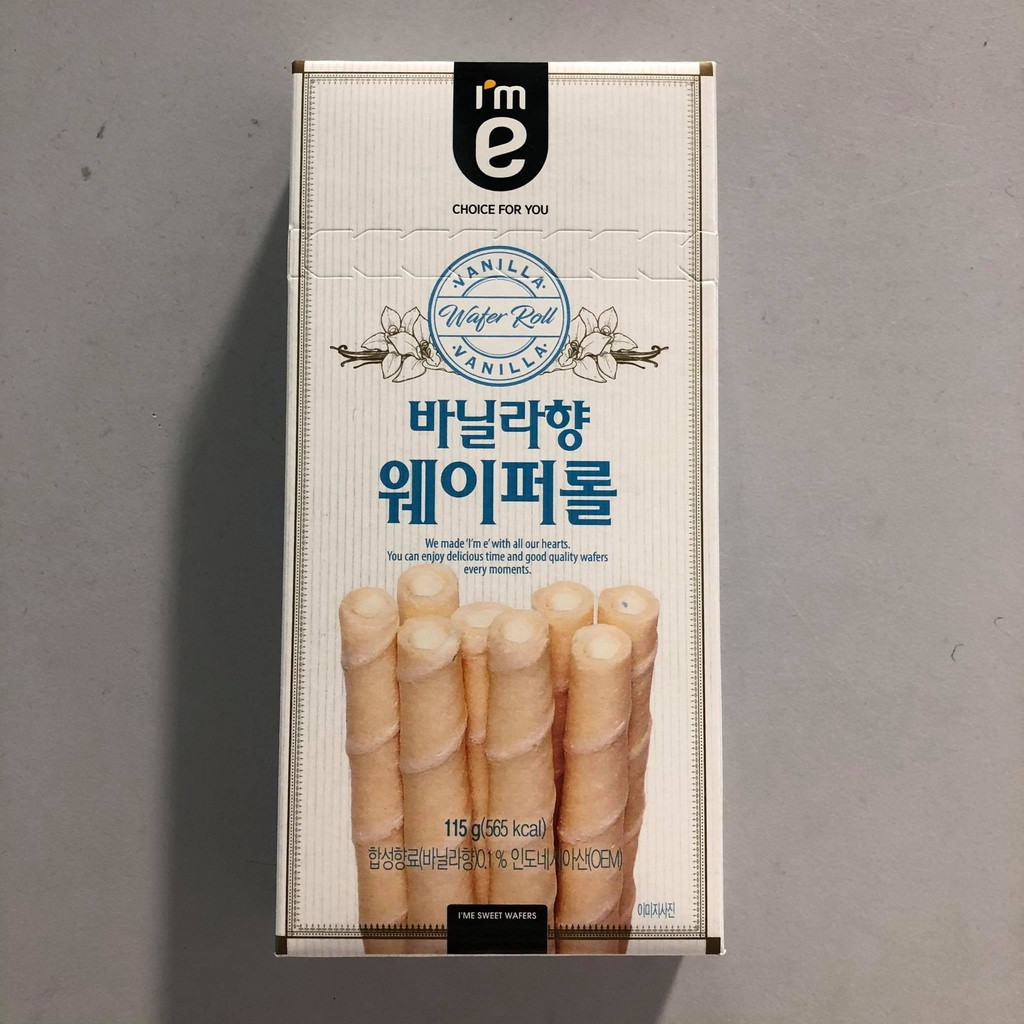 I'm
e
CHOICE FOR YOU
VANILLA
Wafer Roll
VANILLA
바닐라향
웨이퍼롤
We made 'I'm e' with all our hearts.
You can enjoy delicious time and good quality wafers
every moments.
115 g(565 kcal)
합성향료(바닐라향)0.1 % 인도네시아산(OEM)
이미지사진
I'ME SWEET WAFERS